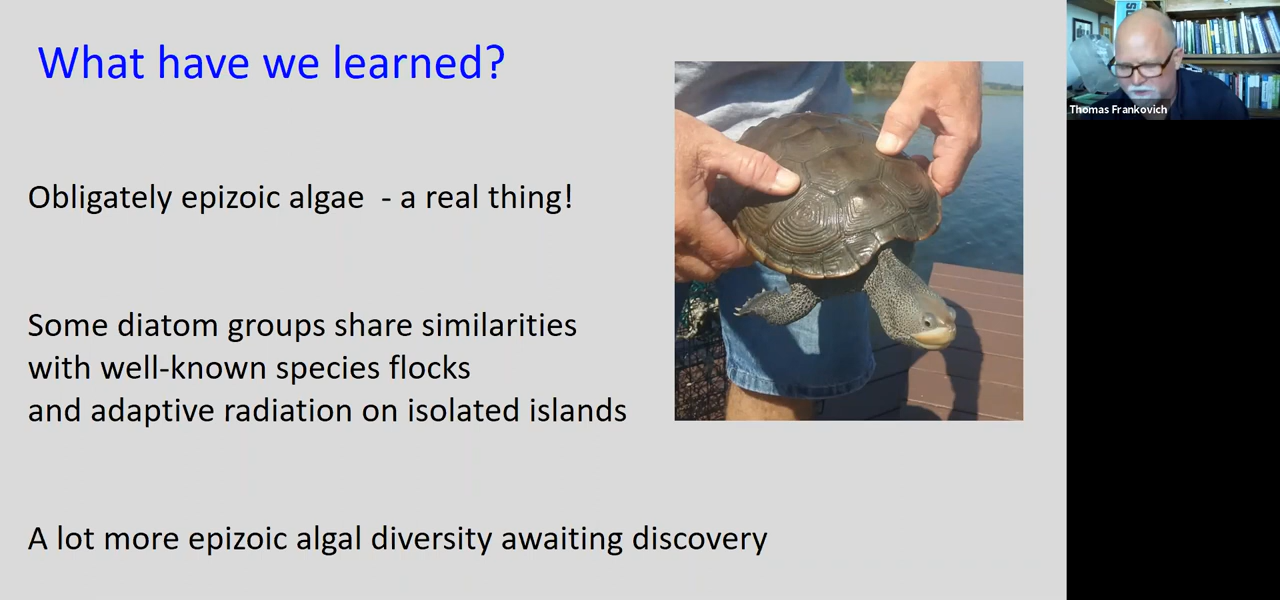 What have we learned?
Obligately epizoic algae - a real thing!
Some diatom groups share similarities
with well-known species flocks
and adaptive radiation on isolated islands
A lot more epizoic algal diversity awaiting discovery
Thomas Frankovich